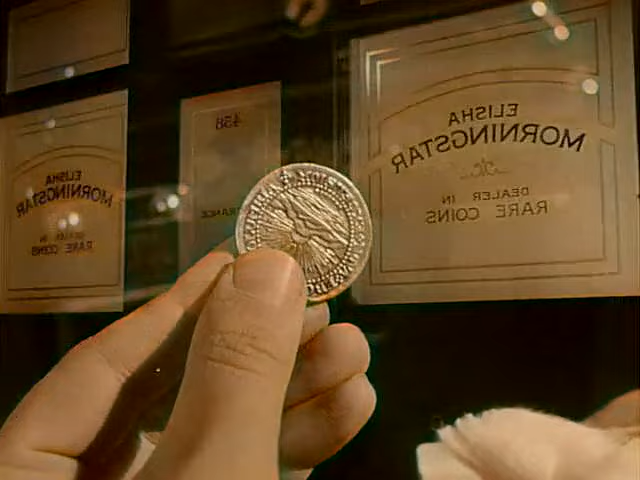 ELISHA
MORNINGSTAR
DEALER IN
RARE COINS
458
ELISHA
MORNINGSTAR
DEALER IN
RARE COINS